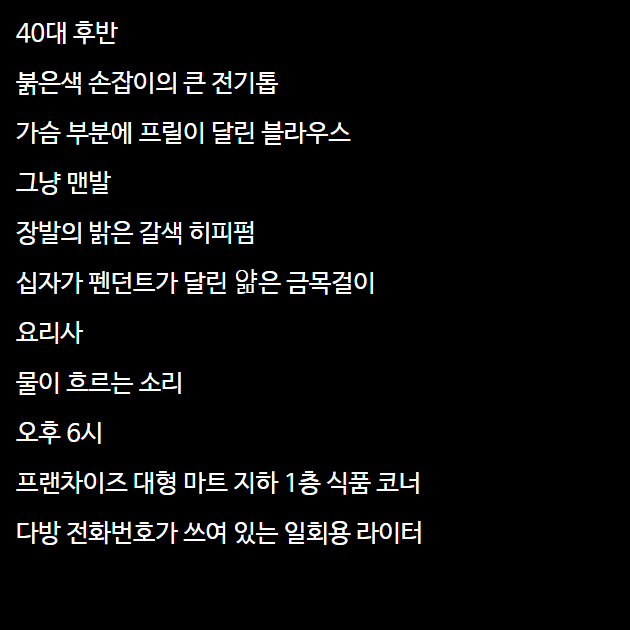 40대 후반
붉은색 손잡이의 큰 전기톱
가슴 부분에 프릴이 달린 블라우스
그냥 맨발
장발의 밝은 갈색 히피펌
십자가 펜던트가 달린 얇은 금목걸이
요리사
물이 흐르는 소리
오후 6시
프랜차이즈 대형 마트 지하 1층 식품 코너
다방 전화번호가 쓰여 있는 일회용 라이터